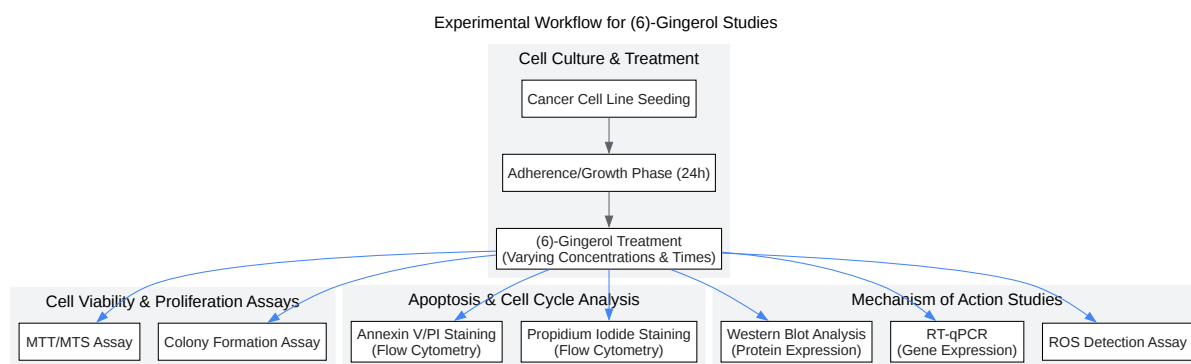 Experimental Workflow for (6)-Gingerol Studies
Cell Culture & Treatment
Cancer Cell Line Seeding
Adherence/Growth Phase (24h)
(6)-Gingerol Treatment
(Varying Concentrations & Times)
Cell Viability & Proliferation Assays
MTT/MTS Assay
Colony Formation Assay
Apoptosis & Cell Cycle Analysis
Annexin V/PI Staining
(Flow Cytometry)
Propidium Iodide Staining
(Flow Cytometry)
Mechanism of Action Studies
Western Blot Analysis
(Protein Expression)
RT-qPCR
(Gene Expression)
ROS Detection Assay